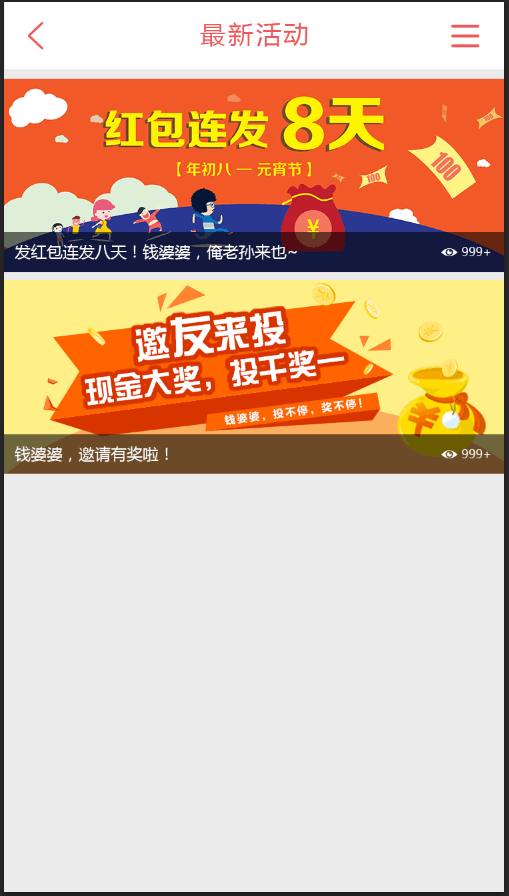 最新活动
红包连发8天
【年初八 — 元宵节】
100
100
¥
发红包连发八天！钱婆婆，俺老孙来也~
999+
邀友来投
现金大奖，投千奖一
钱婆婆，投不停，奖不停！
钱婆婆，邀请有奖啦！
999+